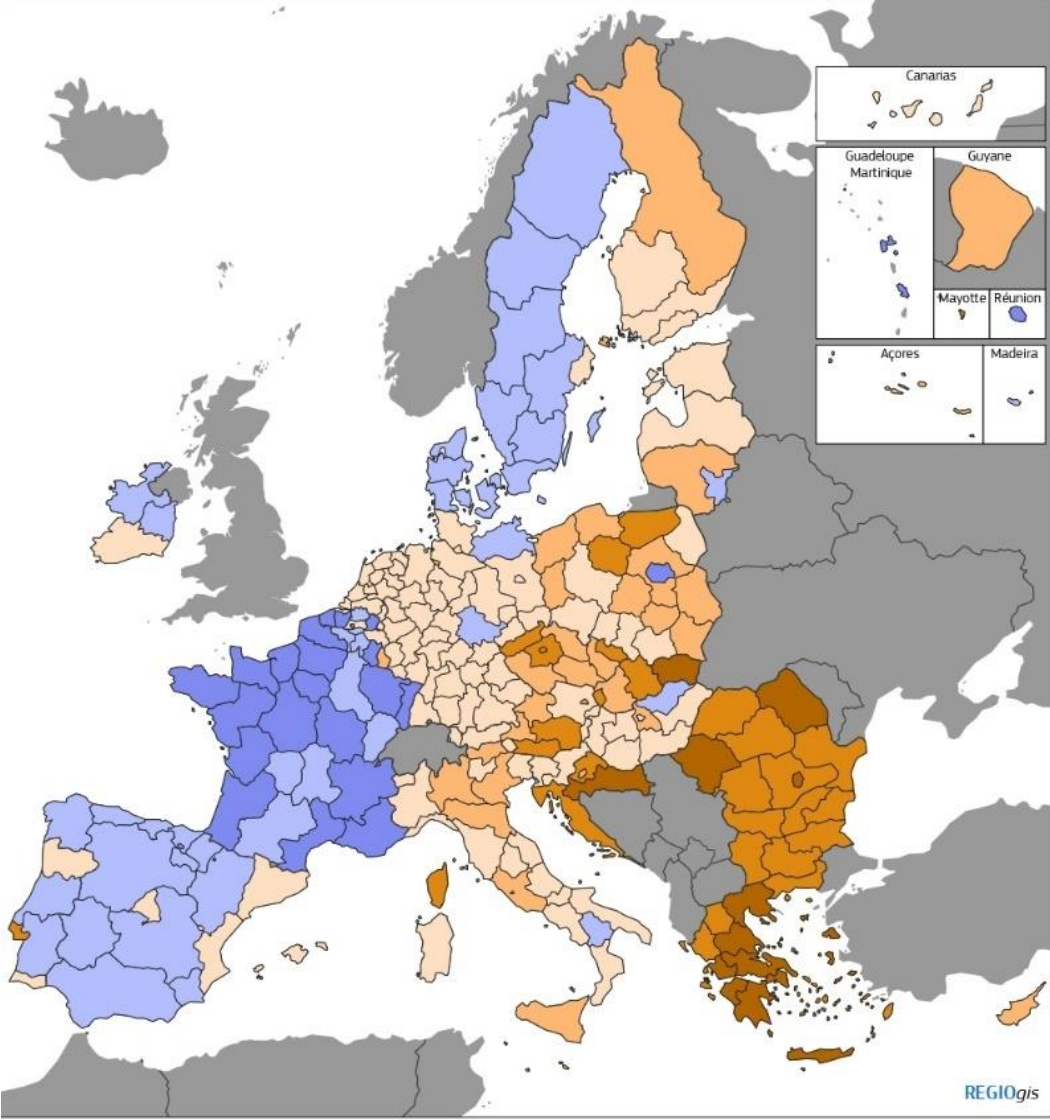 Canarias
Guadeloupe
Martinique
Guyane
Mayotte
Réunion
Açores
Madeira
REGIOgis